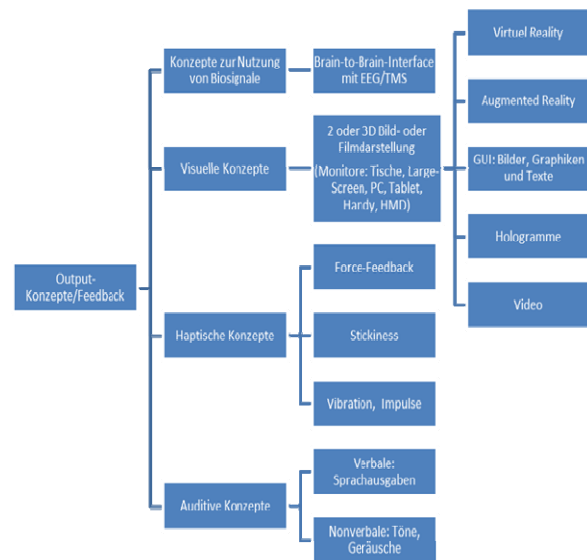 Output-
Konzepte/Feedback
Konzepte zur Nutzung
von Biosignale
Brain-to-Brain-Interface
mit EEG/TMS
Visuelle Konzepte
2 oder 3D Bild- oder
Filmdarstellung
(Monitore: Tische, Large-
Screen, PC, Tablet,
Hardy, HMD)
Virtuel Reality
Augmented Reality
GUI: Bilder, Graphiken
und Texte
Hologramme
Video
Haptische Konzepte
Force-Feedback
Stickiness
Vibration, Impulse
Auditive Konzepte
Verbale:
Sprachausgaben
Nonverbale: Töne,
Geräusche